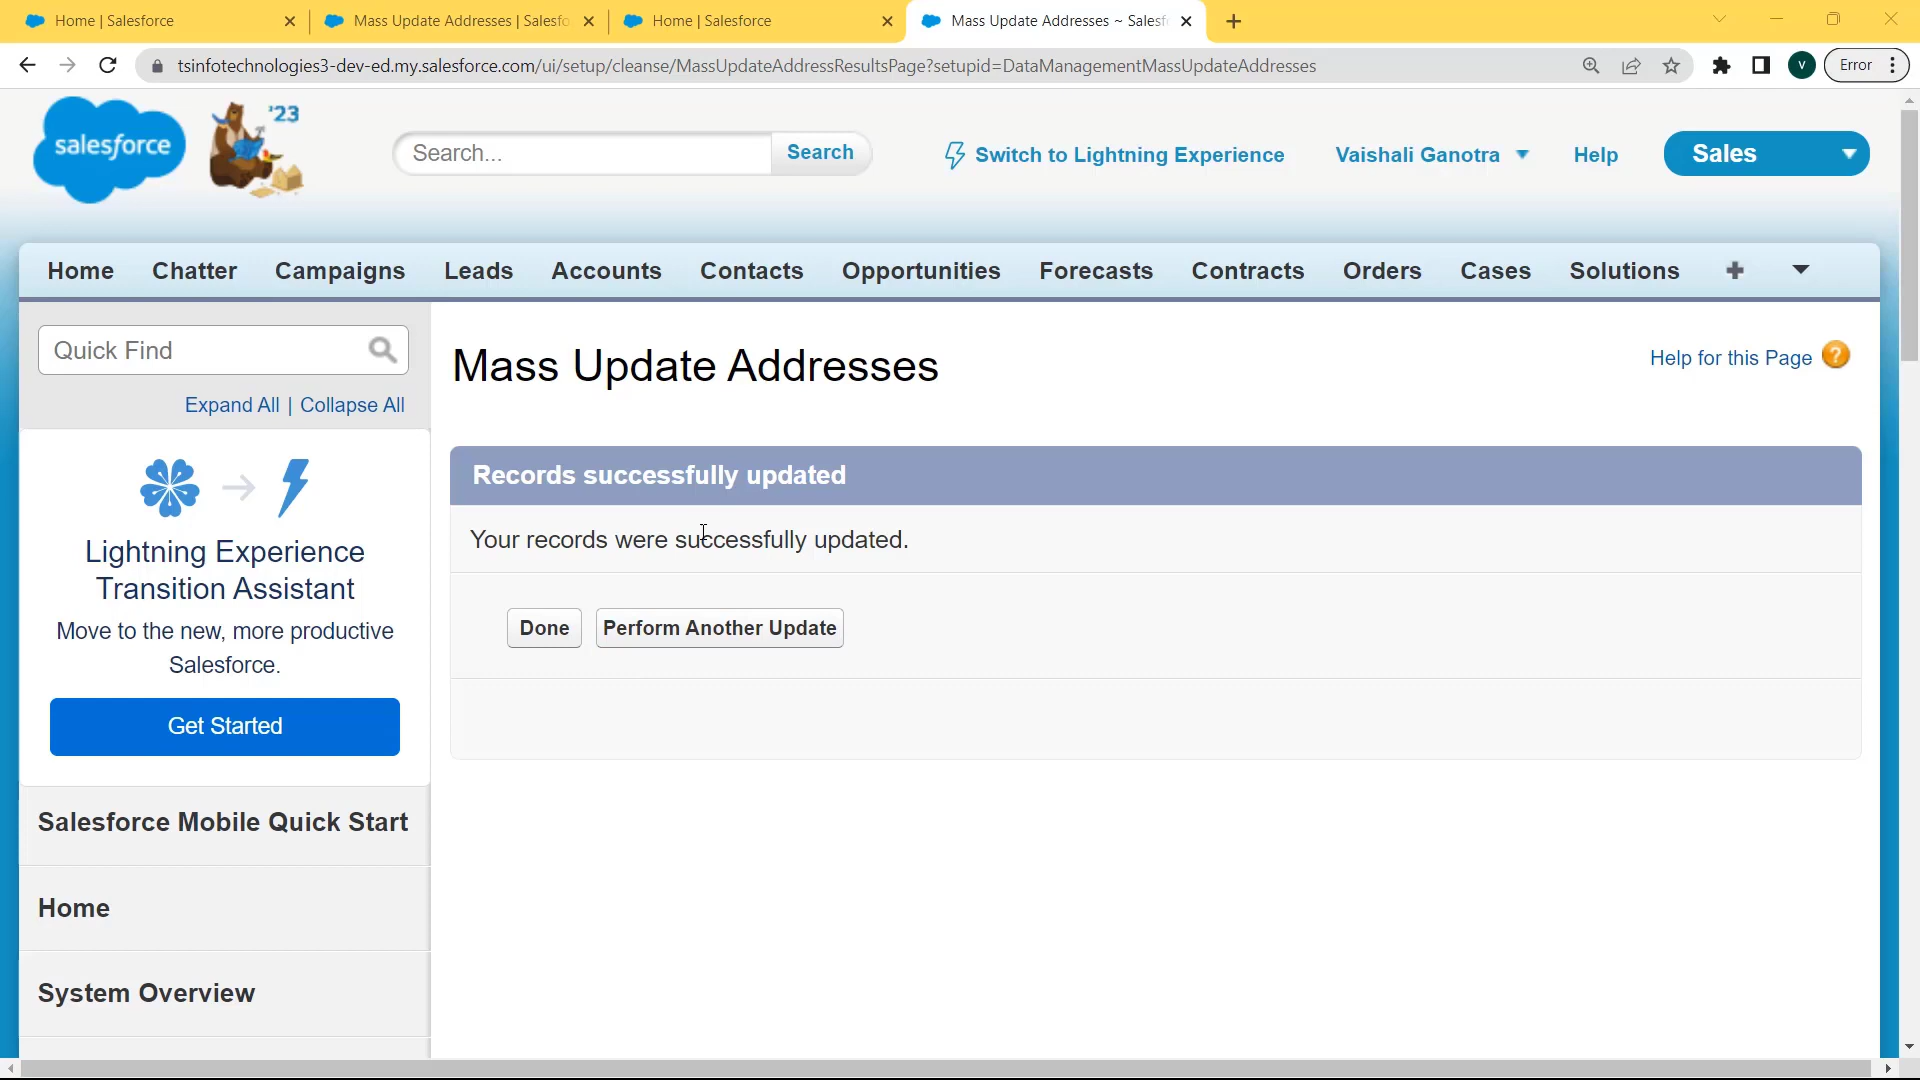 Home | Salesforce
Mass Update Addresses | Salesfo
Home | Salesforce
Mass Update Addresses ~ Salesf
tsinfotechnologies3-dev-ed.my.salesforce.com/ui/setup/cleanse/MassUpdateAddressResultsPage?setupid=DataManagementMassUpdateAddresses
V
Error
salesforce
'23
Search...
Search
Switch to Lightning Experience
Vaishali Ganotra
Help
Sales
Home
Chatter
Campaigns
Leads
Accounts
Contacts
Opportunities
Forecasts
Contracts
Orders
Cases
Solutions
Quick Find
Expand All | Collapse All
Lightning Experience
Transition Assistant
Move to the new, more productive
Salesforce.
Get Started
Salesforce Mobile Quick Start
Home
System Overview
Mass Update Addresses
Help for this Page
?
Records successfully updated
Your records were successfully updated.
Done
Perform Another Update